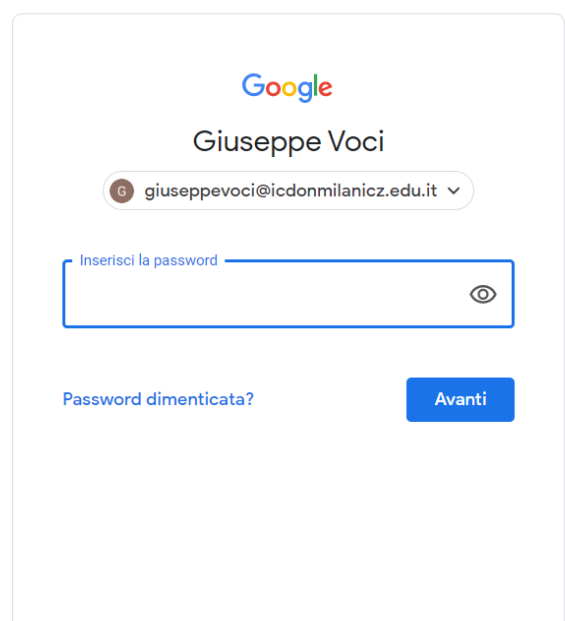 Google
Giuseppe Voci
G giuseppevoci@icdonmilanicz.edu.it
Inserisci la password
Password dimenticata? Avanti